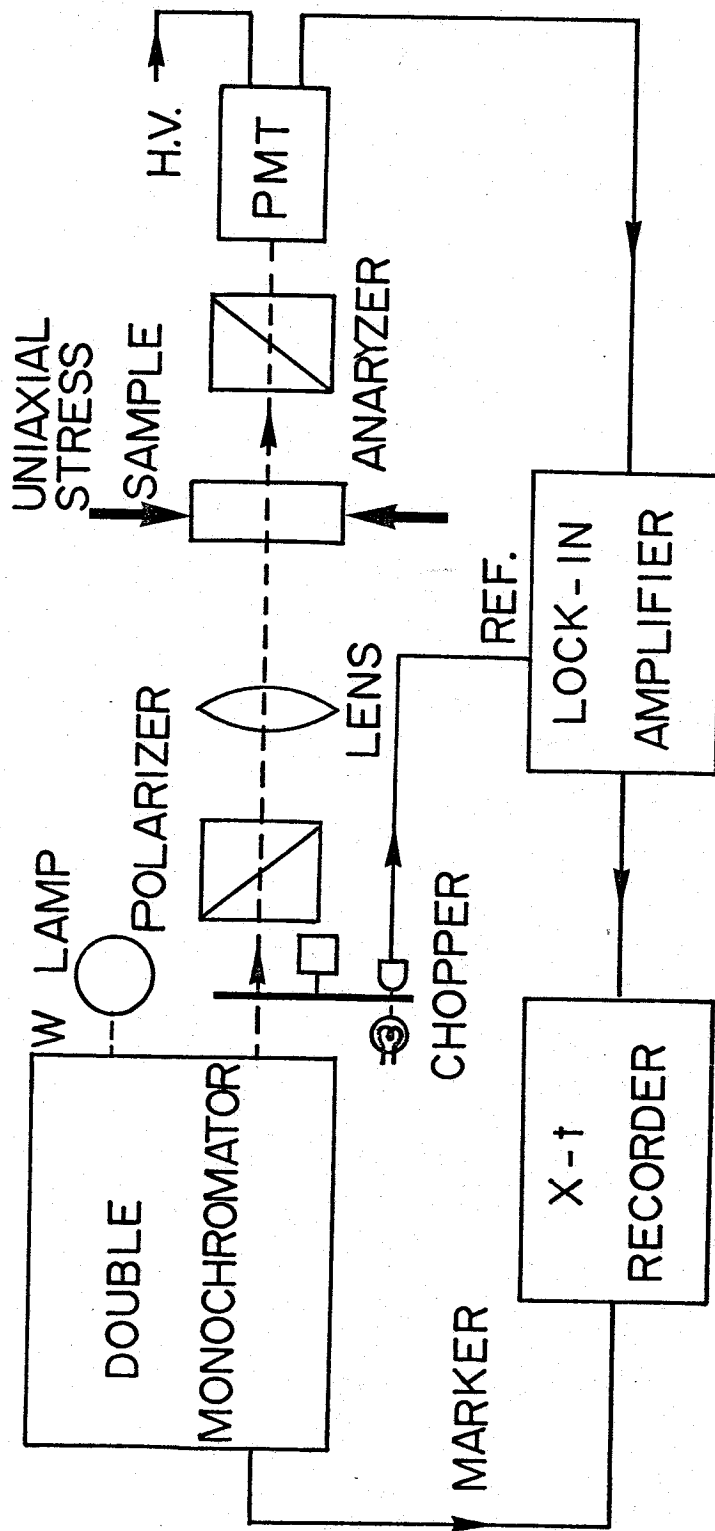 UNIAXIAL
STRESS
SAMPLE
H.V.
W LAMP
POLARIZER
DOUBLE
MONOCHROMATOR
PMT
LENS
ANARYZER
CHOPPER
REF.
MARKER
X-t
RECORDER
LOCK-IN
AMPLIFIER